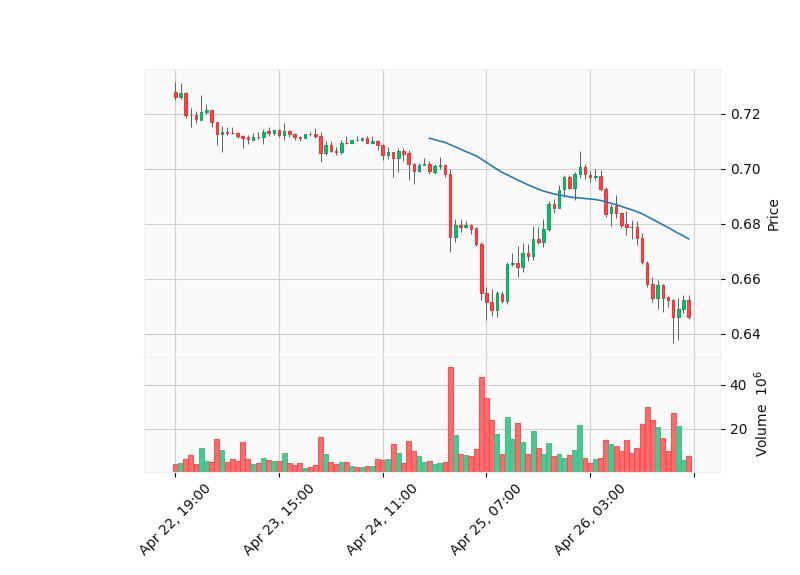 0.72
0.70
0.68
0.66
0.64
Price
40
20
Volume 10^6
Apr 22, 19:00
Apr 23, 15:00
Apr 24, 11:00
Apr 25, 07:00
Apr 26, 03:00